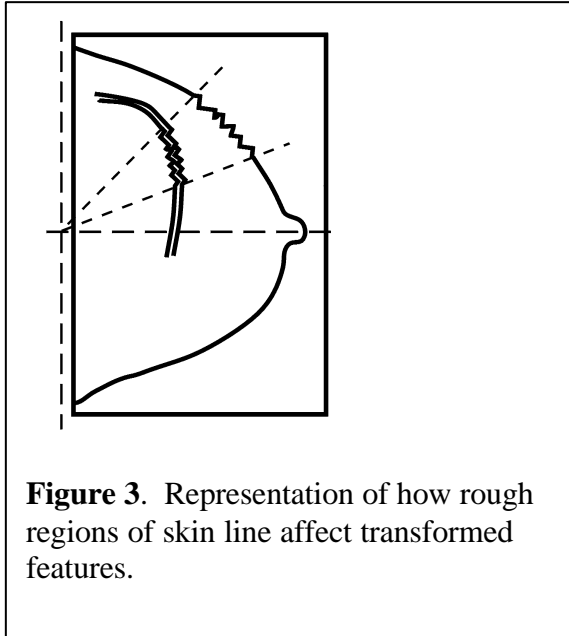 Figure 3.  Representation of how rough
regions of skin line affect transformed
features.